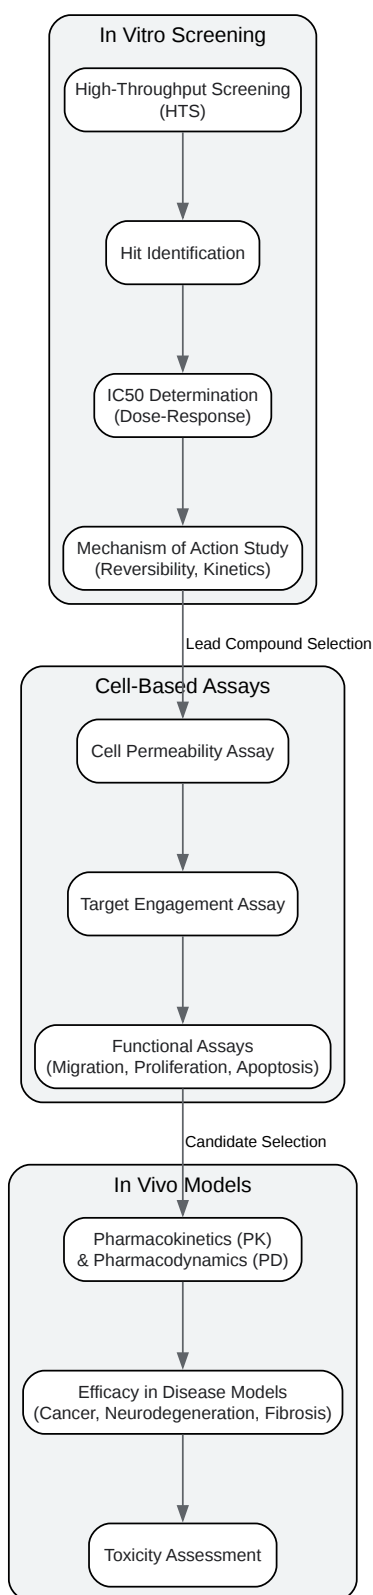 In Vitro Screening
High-Throughput Screening
(HTS)
Hit Identification
IC50 Determination
(Dose-Response)
Mechanism of Action Study
(Reversibility, Kinetics)
Lead Compound Selection
Cell-Based Assays
Cell Permeability Assay
Target Engagement Assay
Functional Assays
(Migration, Proliferation, Apoptosis)
Candidate Selection
In Vivo Models
Pharmacokinetics (PK)
& Pharmacodynamics (PD)
Efficacy in Disease Models
(Cancer, Neurodegeneration, Fibrosis)
Toxicity Assessment